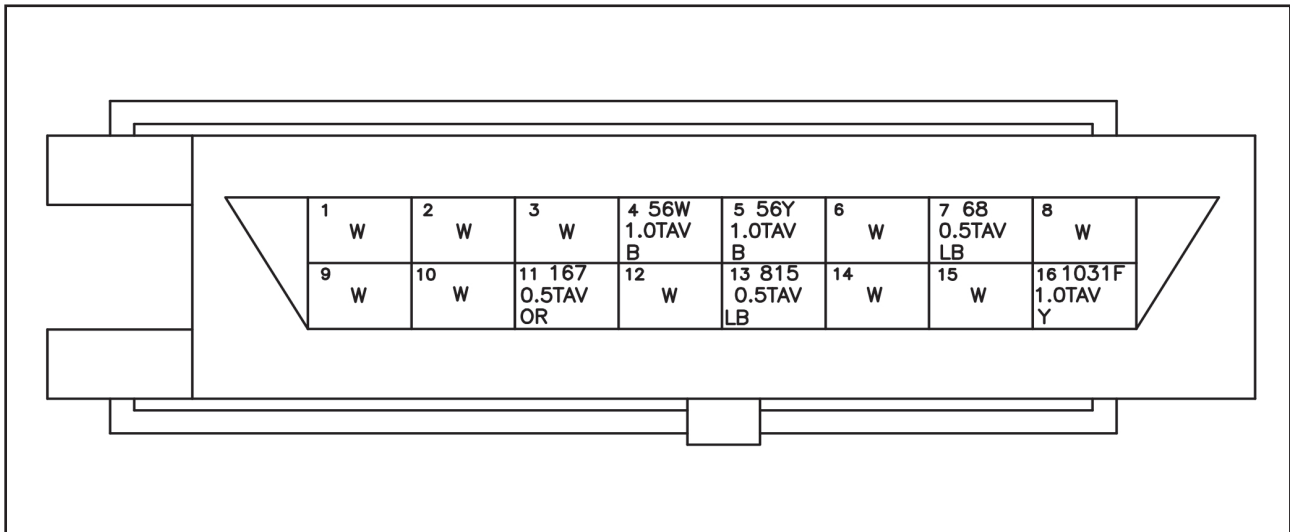 1 W
2 W
3 W
4 56W
1.0TAV
B
5 56Y
1.0TAV
B
6 W
7 68
0.5TAV
LB
8 W
9 W
10 W
11 167
0.5TAV
OR
12 W
13 815
0.5TAV
LB
14 W
15 W
16 1031F
1.0TAV
Y